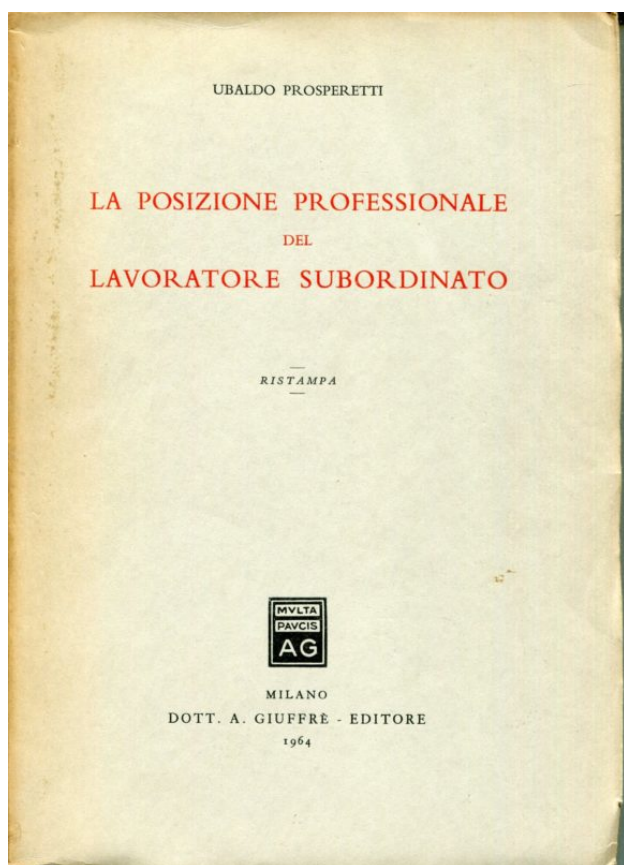 UBALDO PROSPERETTI
LA POSIZIONE PROFESSIONALE
DEL
LAVORATORE SUBORDINATO
RISTAMPA
MVLTA
PAVCIS
AG
MILANO
DOTT. A. GIUFFRÈ - EDITORE
1964